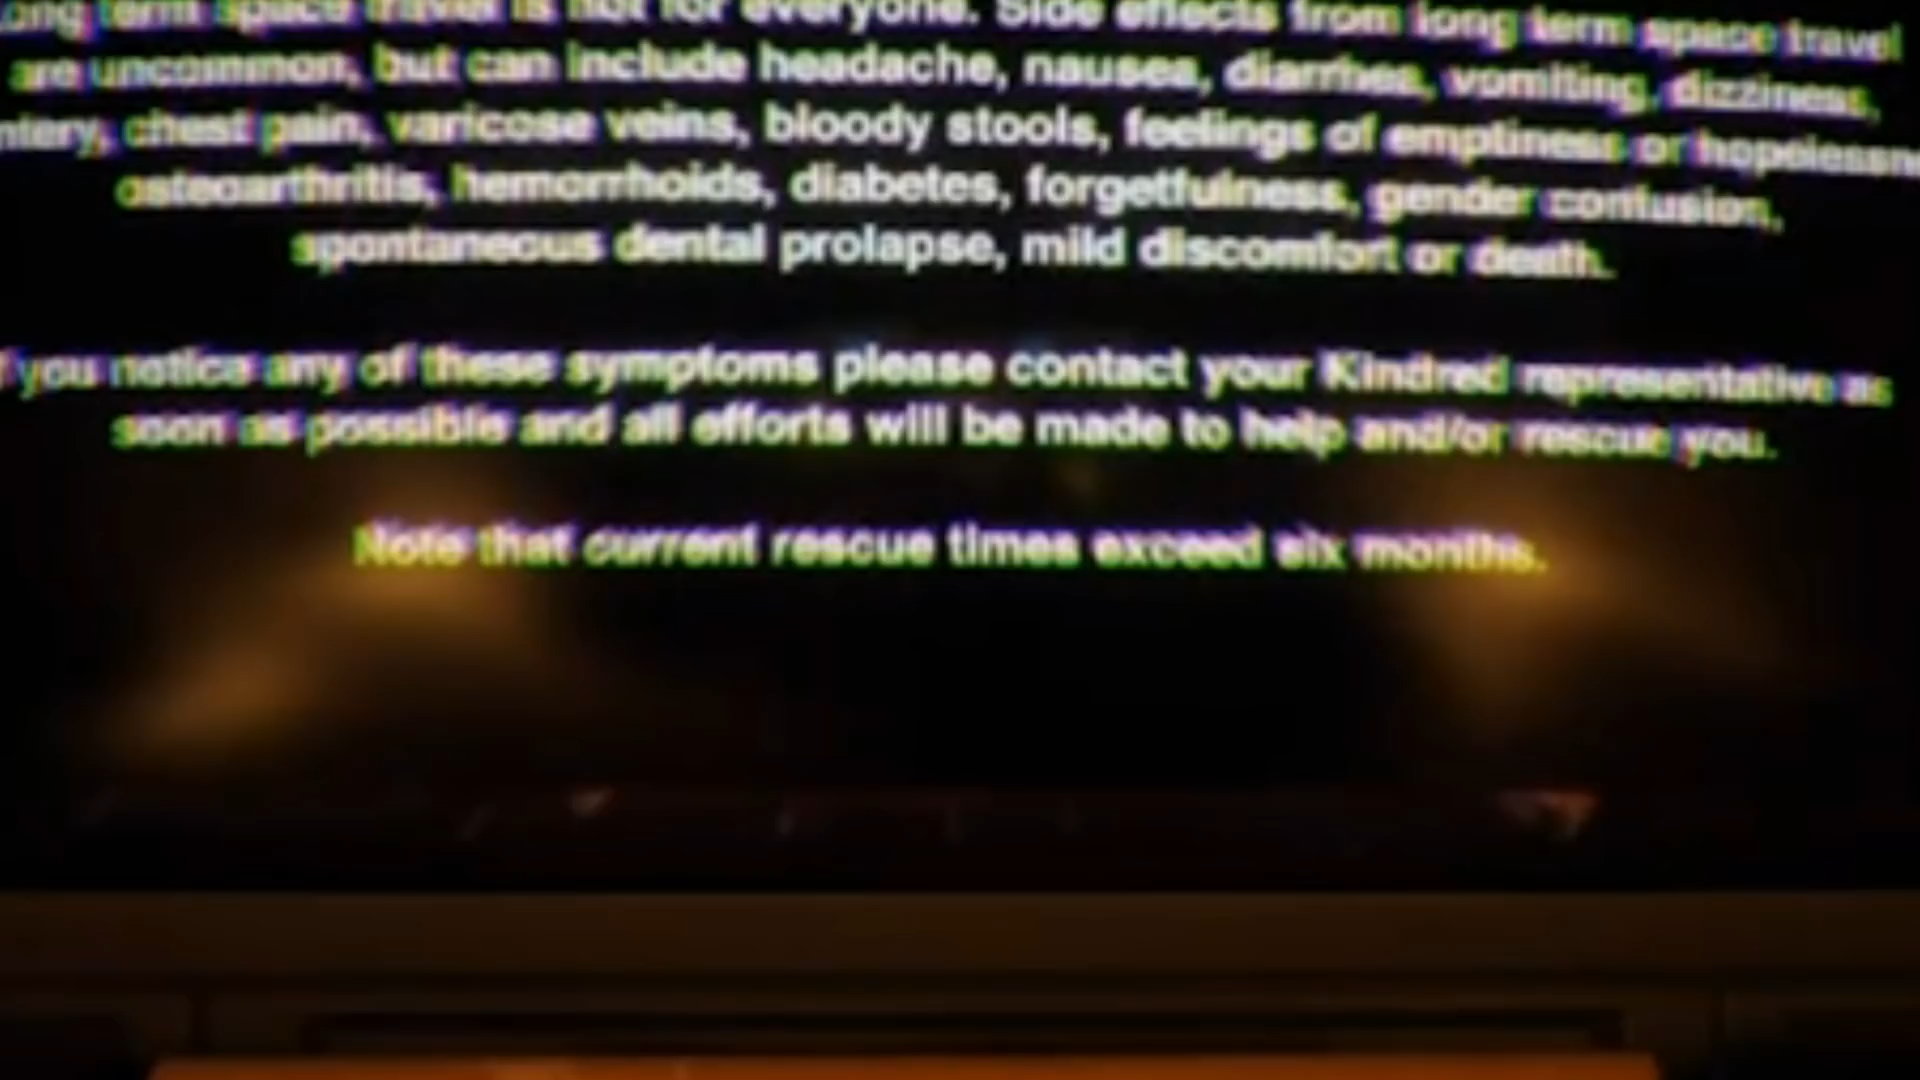 ong term space travel is not for everyone. Side effects from long term space travel
are uncommon, but can include headache, nausea, diarrhea, vomiting, dizziness,
ntery, chest pain, varicose veins, bloody stools, feelings of emptiness or hopelessne
osteoarthritis, hemorrhoids, diabetes, forgetfulness, gender confusion,
spontaneous dental prolapse, mild discomfort or death.
f you notice any of these symptoms please contact your Kindred representative as
soon as possible and all efforts will be made to help and/or rescue you.
Note that current rescue times exceed six months.